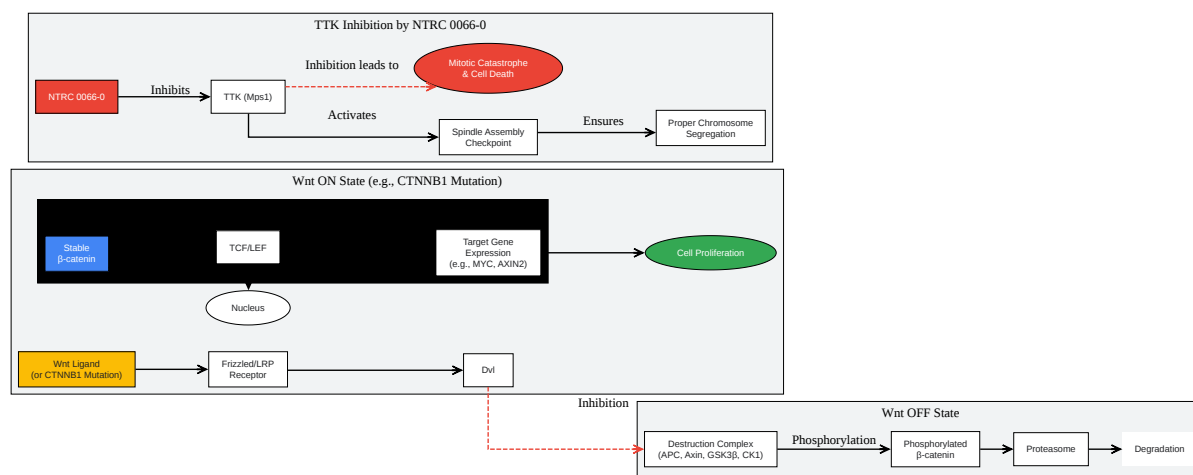 TTK Inhibition by NTRC 0066-0
Inhibition leads to
Mitotic Catastrophe
& Cell Death
NTRC 0066-0
Inhibits
TTK (Mps1)
Activates
Spindle Assembly
Checkpoint
Ensures
Proper Chromosome
Segregation
Wnt ON State (e.g., CTNNB1 Mutation)
Stable
β-catenin
TCF/LEF
Target Gene
Expression
(e.g., MYC, AXIN2)
Cell Proliferation
Nucleus
Wnt Ligand
(or CTNNB1 Mutation)
Frizzled/LRP
Receptor
Dvl
Inhibition
Wnt OFF State
Destruction Complex
(APC, Axin, GSK3β, CK1)
Phosphorylation
Phosphorylated
β-catenin
Proteasome
Degradation